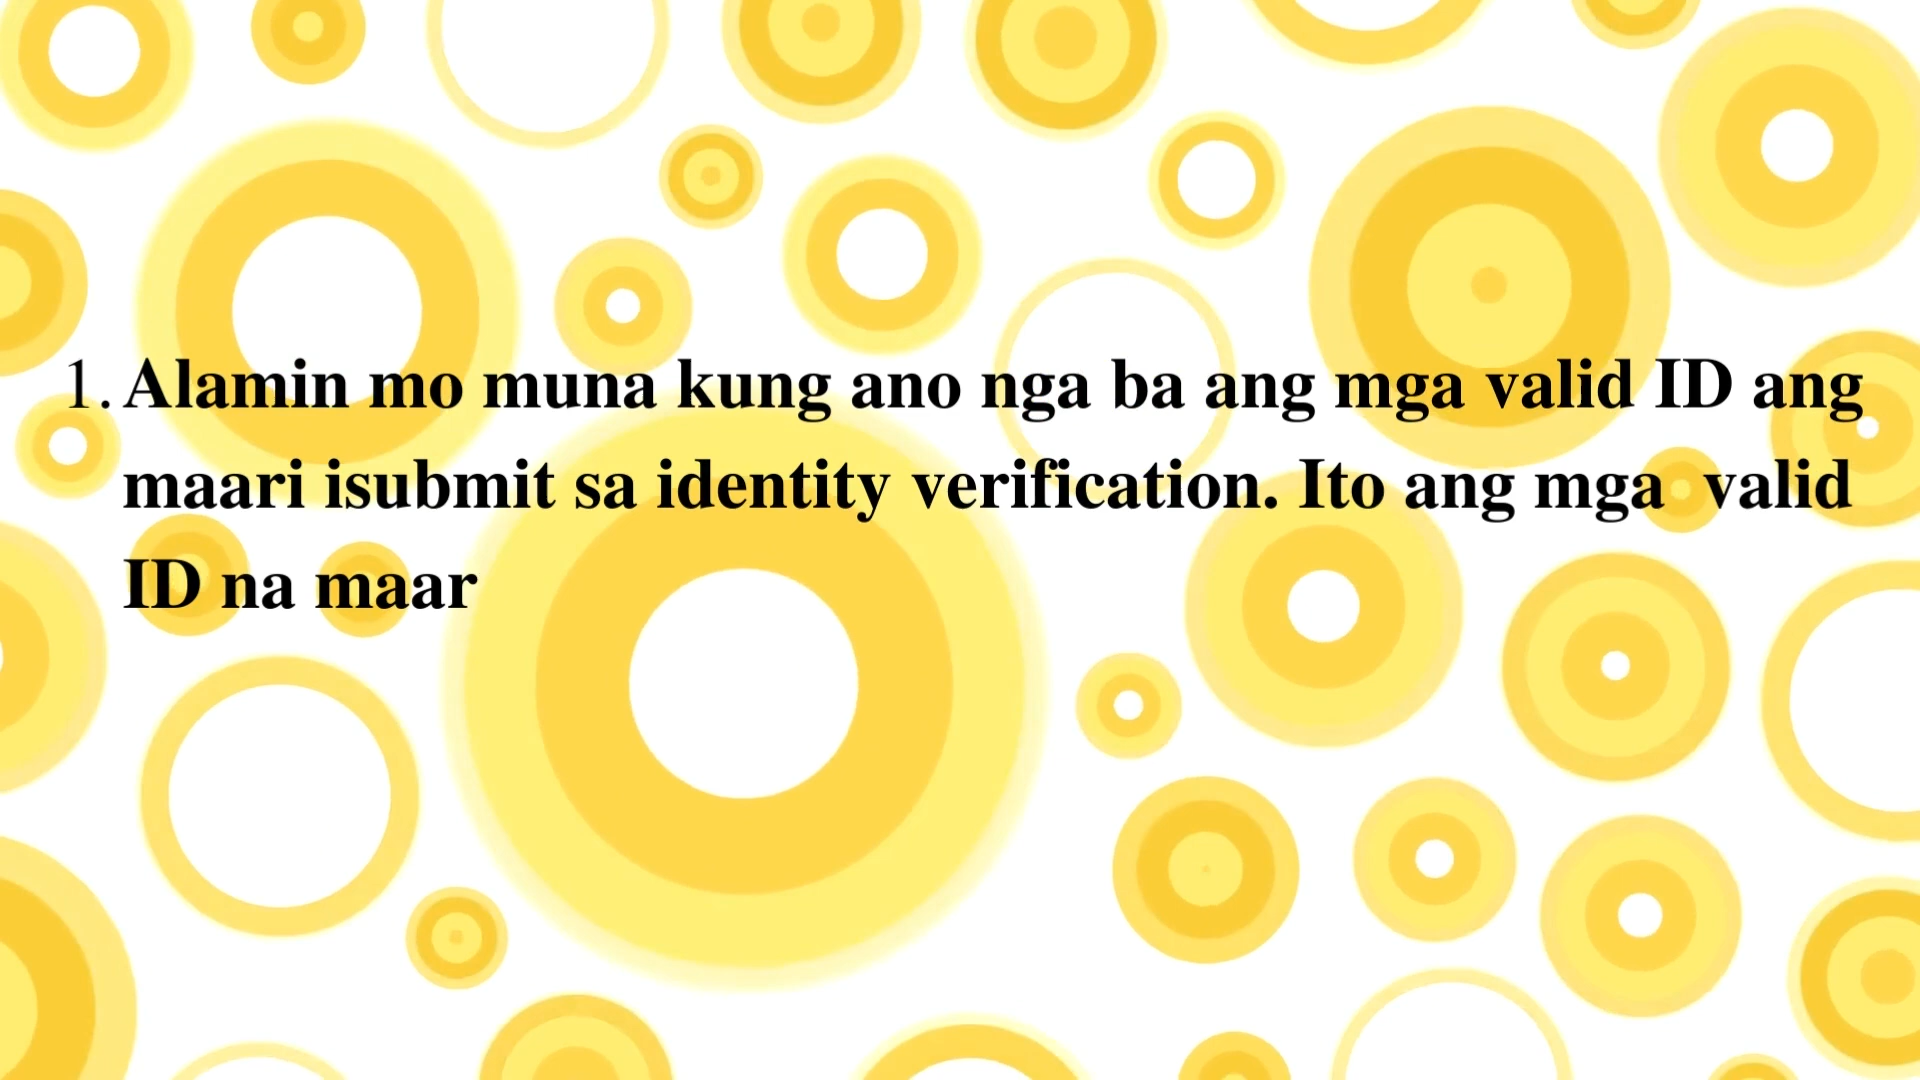 1. Alamin mo muna kung ano nga ba ang mga valid ID ang
maari isubmit sa identity verification. Ito ang mga  valid
ID na maar